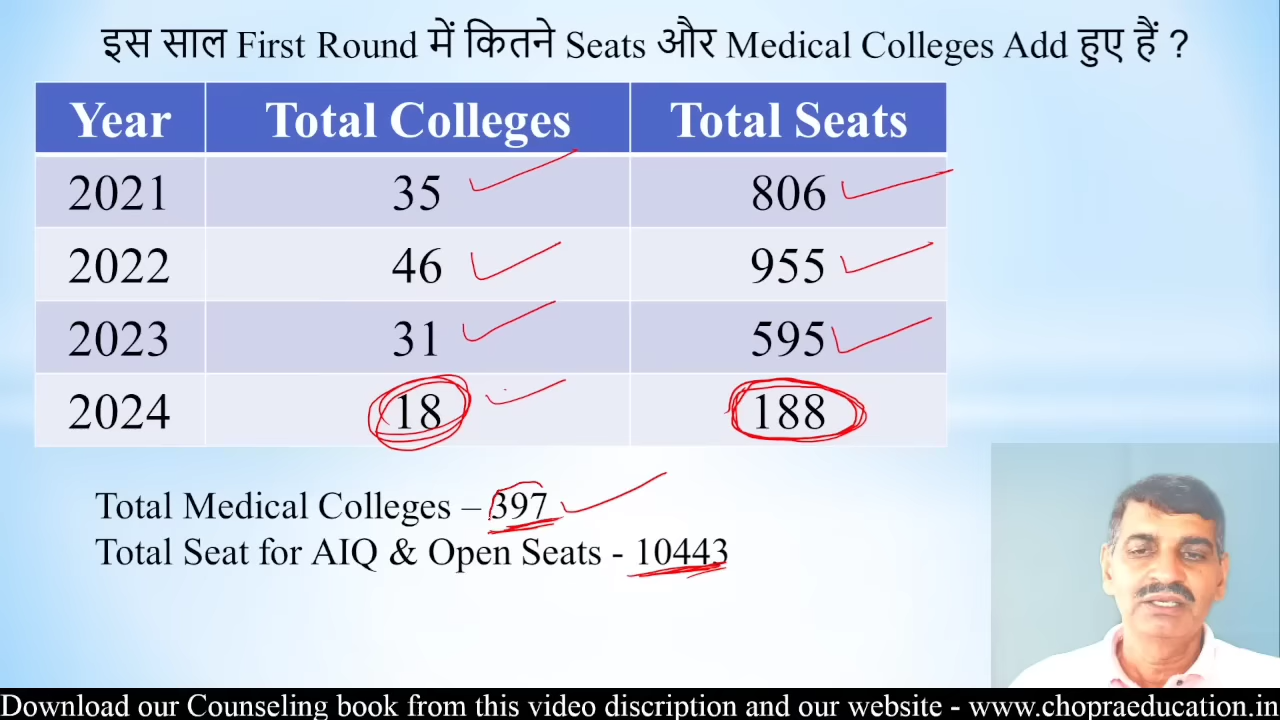 इस साल First Round में कितने Seats और Medical Colleges Add हुए हैं ?
Year Total Colleges Total Seats
2021 35 806
2022 46 955
2023 31 595
2024 18 188
Total Medical Colleges – 397
Total Seat for AIQ & Open Seats - 10443
Download our Counseling book from this video discription and our website - www.chopraeducation.in